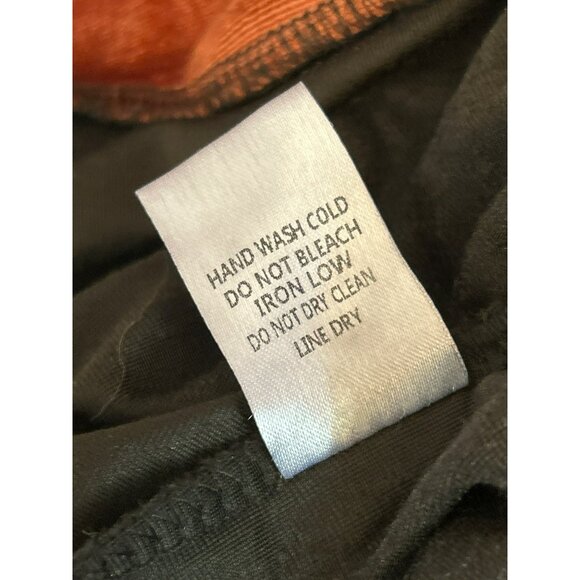 HAND WASH COLD
DO NOT BLEACH
IRON LOW
DO NOT DRY CLEAN
LINE DRY